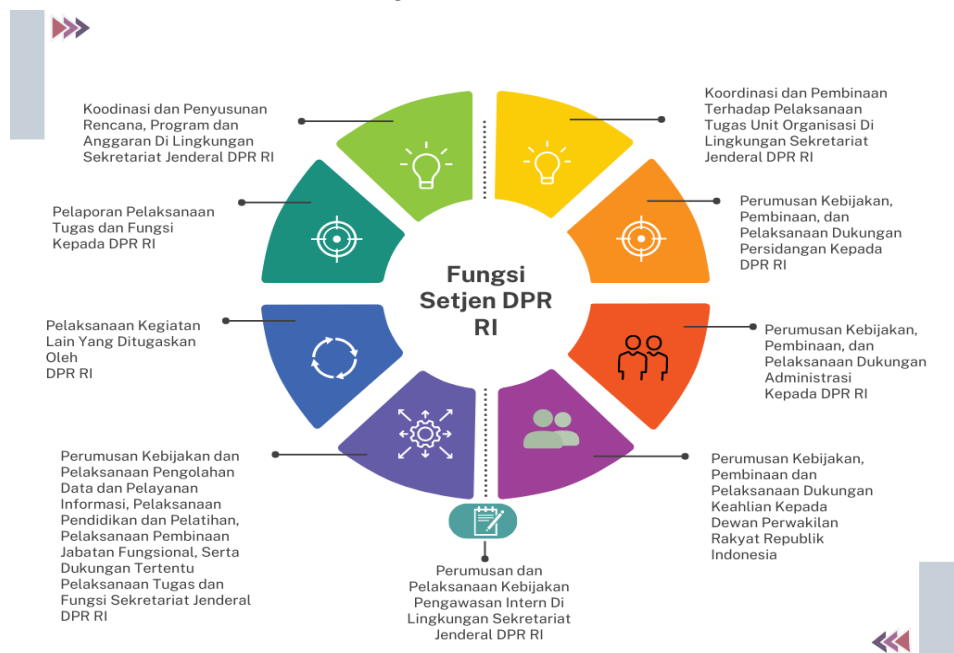 Fungsi
Setjen DPR
RI
Koodinasi dan Penyusunan
Rencana, Program dan
Anggaran Di Lingkungan
Sekretariat Jenderal DPR RI
Koordinasi dan Pembinaan
Terhadap Pelaksanaan
Tugas Unit Organisasi Di
Lingkungan Sekretariat
Jenderal DPR RI
Pelaporan Pelaksanaan
Tugas dan Fungsi
Kepada DPR RI
Perumusan Kebijakan,
Pembinaan, dan
Pelaksanaan Dukungan
Persidangan Kepada
DPR RI
Pelaksanaan Kegiatan
Lain Yang Ditugaskan
Oleh
DPR RI
Perumusan Kebijakan,
Pembinaan, dan
Pelaksanaan Dukungan
Administrasi
Kepada DPR RI
Perumusan Kebijakan dan
Pelaksanaan Pengolahan
Data dan Pelayanan
Informasi, Pelaksanaan
Pendidikan dan Pelatihan,
Pelaksanaan Pembinaan
Jabatan Fungsional, Serta
Dukungan Tertentu
Pelaksanaan Tugas dan
Fungsi Sekretariat Jenderal
DPR RI
Perumusan Kebijakan,
Pembinaan dan
Pelaksanaan Dukungan
Keahlian Kepada
Dewan Perwakilan
Rakyat Republik
Indonesia
Perumusan dan
Pelaksanaan Kebijakan
Pengawasan Intern Di
Lingkungan Sekretariat
Jenderal DPR RI